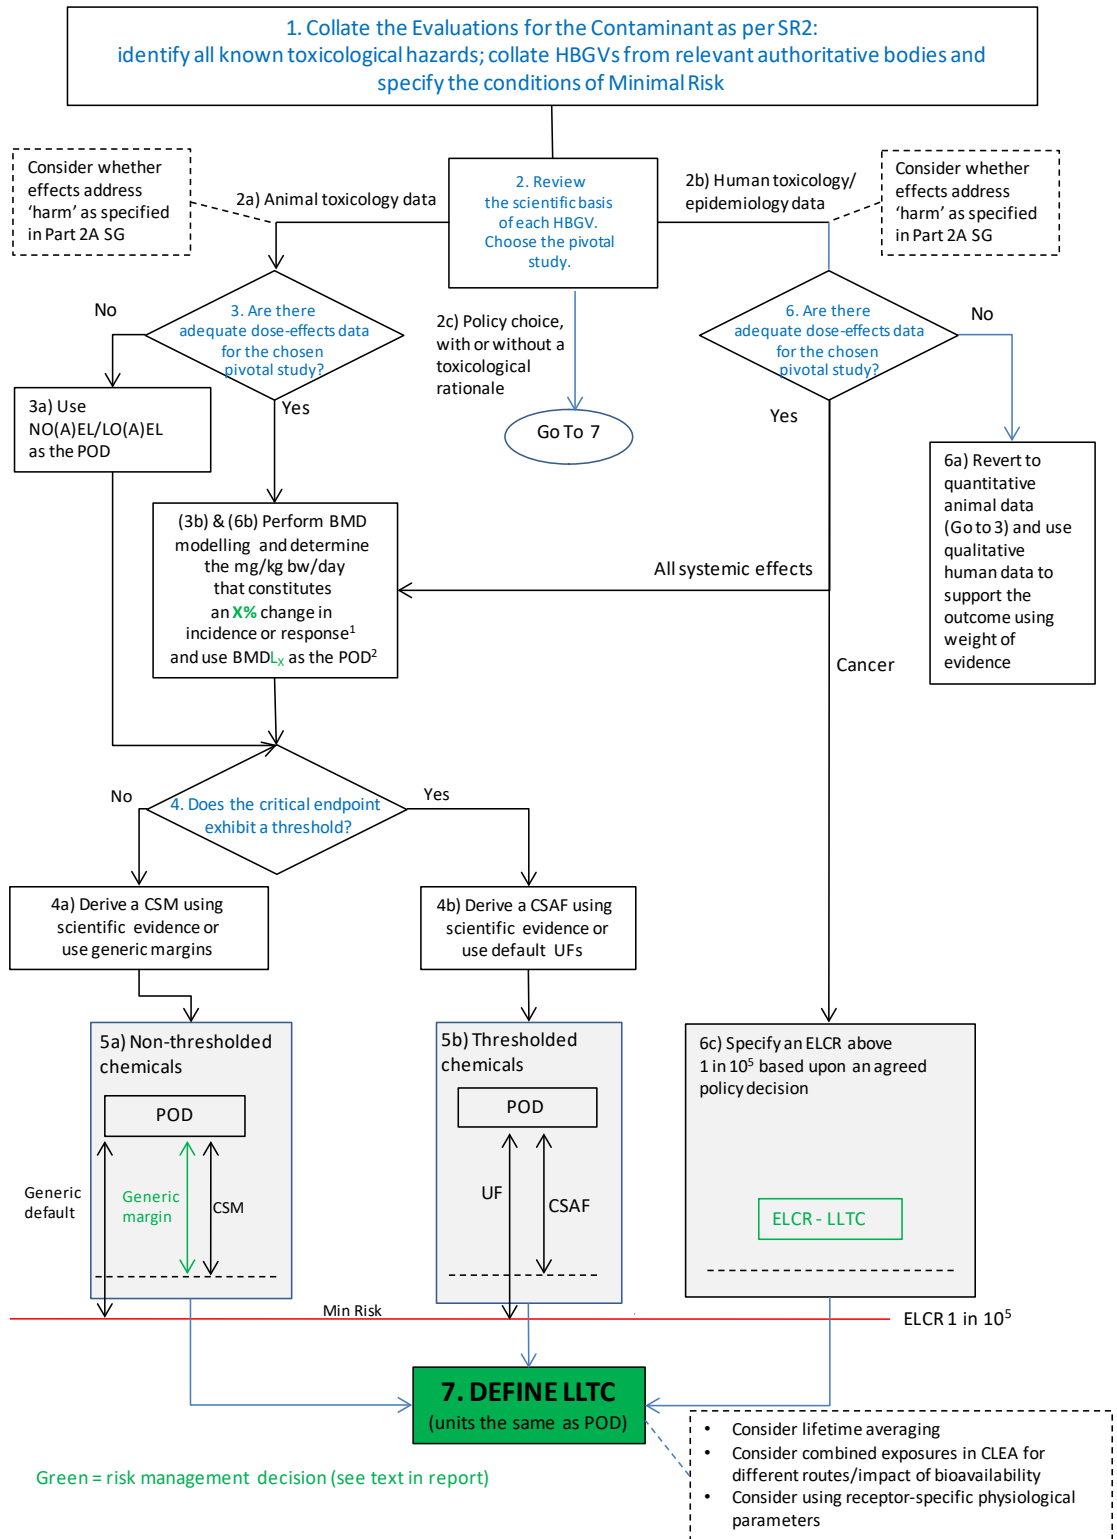 1. Collate the Evaluations for the Contaminant as per SR2:
identify all known toxicological hazards; collate HBGVs from relevant authoritative bodies and
specify the conditions of Minimal Risk
Consider whether
effects address
‘harm’ as specified
in Part 2A SG
2a) Animal toxicology data
2. Review
the scientific basis
of each HBGV.
Choose the pivotal
study.
2b) Human toxicology/
epidemiology data
Consider whether
effects address
‘harm’ as specified
in Part 2A SG
No
3. Are there
adequate dose-effects data
for the chosen
pivotal study?
2c) Policy choice,
with or without a
toxicological
rationale
6. Are there
adequate dose-effects data
for the chosen
pivotal study?
No
3a) Use
NO(A)EL/LO(A)EL
as the POD
Yes
Go To 7
Yes
6a) Revert to
quantitative
animal data
(Go to 3) and use
qualitative
human data to
support the
outcome using
weight of
evidence
(3b) & (6b) Perform BMD
modelling and determine
the mg/kg bw/day
that constitutes
an X% change in
incidence or response1
and use BMDLX as the POD2
All systemic effects
Cancer
No
4. Does the critical endpoint
exhibit a threshold?
Yes
4a) Derive a CSM using
scientific evidence or
use generic margins
4b) Derive a CSAF using
scientific evidence or
use default UFs
5a) Non-thresholded
chemicals
POD
Generic
default
Generic
margin
CSM
5b) Thresholded
chemicals
POD
UF
CSAF
6c) Specify an ELCR above
1 in 105 based upon an agreed
policy decision
ELCR - LLTC
Min Risk
ELCR 1 in 105
7. DEFINE LLTC
(units the same as POD)
• Consider lifetime averaging
• Consider combined exposures in CLEA for
different routes/impact of bioavailability
• Consider using receptor-specific physiological
parameters
Green = risk management decision (see text in report)